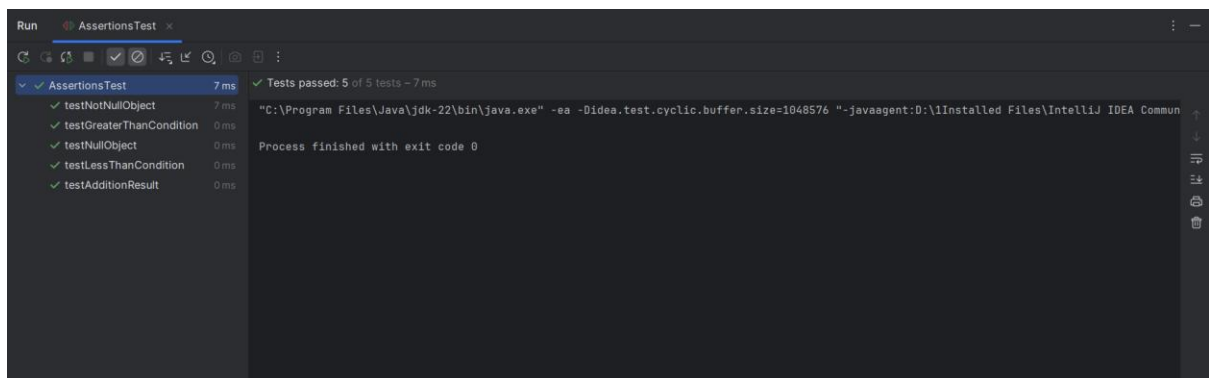 Run AssertionsTest
AssertionsTest 7 ms
testNotNullObject 7 ms
testGreaterThanCondition 0 ms
testNullObject 0 ms
testLessThanCondition 0 ms
testAdditionResult 0 ms
Tests passed: 5 of 5 tests – 7 ms
"C:\Program Files\Java\jdk-22\bin\java.exe" -ea -Didea.test.cyclic.buffer.size=1048576 "-javaagent:D:\1Installed Files\IntelliJ IDEA Commun
Process finished with exit code 0